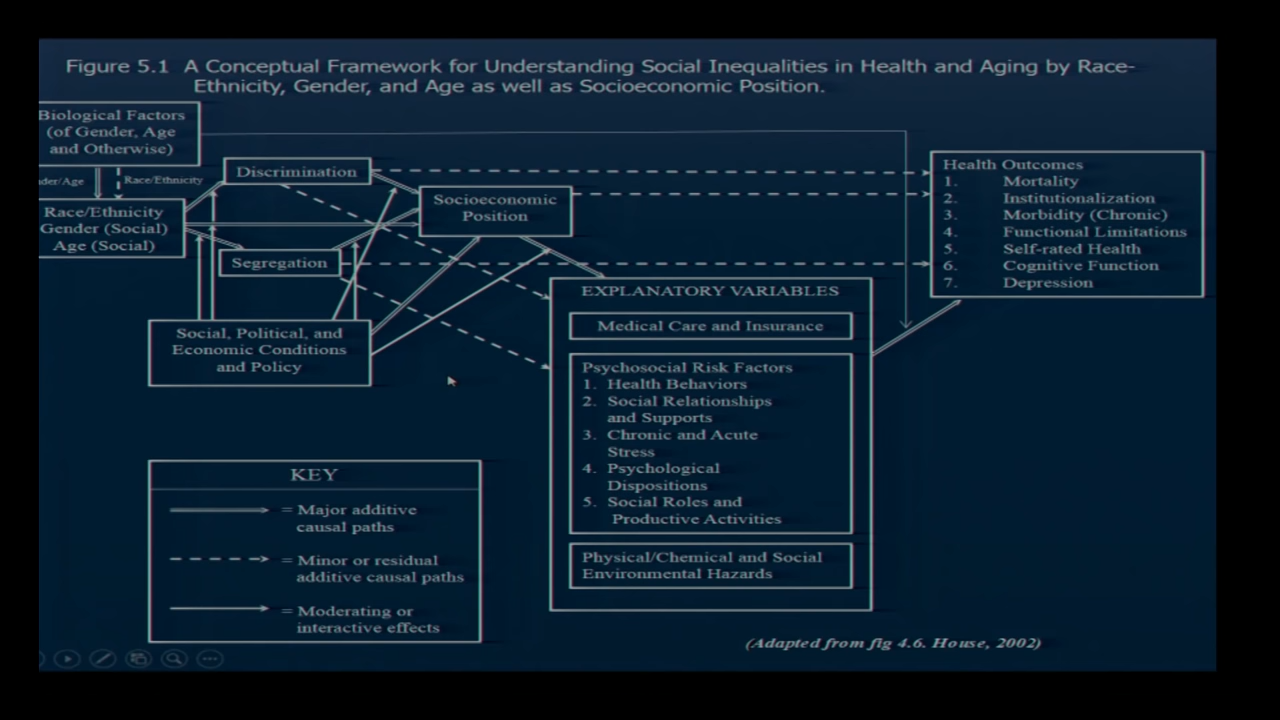 Figure 5.1 A Conceptual Framework for Understanding Social Inequalities in Health and Aging by Race-
Ethnicity, Gender, and Age as well as Socioeconomic Position.
Biological Factors
(of Gender, Age
and Otherwise)
der/Age
Race/Ethnicity
Race/Ethnicity
Gender (Social)
Age (Social)
Discrimination
Segregation
Socioeconomic
Position
Social, Political, and
Economic Conditions
and Policy
EXPLANATORY VARIABLES
Medical Care and Insurance
Psychosocial Risk Factors
1. Health Behaviors
2. Social Relationships
and Supports
3. Chronic and Acute
Stress
4. Psychological
Dispositions
5. Social Roles and
Productive Activities
Physical/Chemical and Social
Environmental Hazards
Health Outcomes
1. Mortality
2. Institutionalization
3. Morbidity (Chronic)
4. Functional Limitations
5. Self-rated Health
6. Cognitive Function
7. Depression
KEY
= Major additive
causal paths
= Minor or residual
additive causal paths
= Moderating or
interactive effects
(Adapted from fig 4.6. House, 2002)